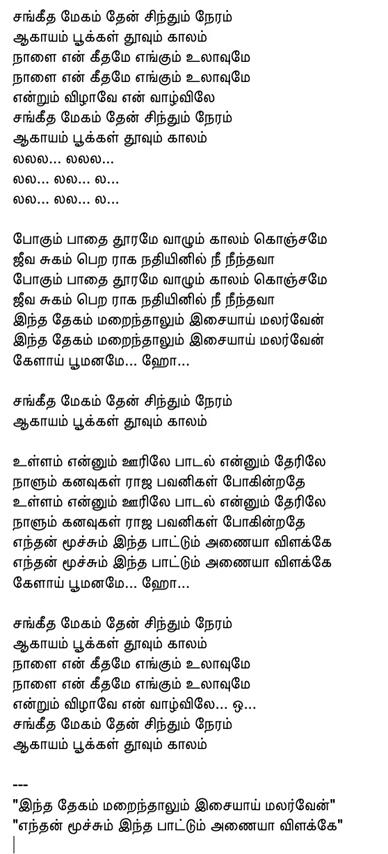 சங்கீத மேகம் தேன் சிந்தும் நேரம்
ஆகாயம் பூக்கள் தூவும் காலம்
நாளை என் கீதமே எங்கும் உலாவுமே
நாளை என் கீதமே எங்கும் உலாவுமே
என்றும் விழாவே என் வாழ்விலே
சங்கீத மேகம் தேன் சிந்தும் நேரம்
ஆகாயம் பூக்கள் தூவும் காலம்
லலல... லலல...
லல... லல... ல...
லல... லல... ல...

போகும் பாதை தூரமே வாழும் காலம் கொஞ்சமே
ஜீவ சுகம் பெற ராக நதியினில் நீ நீந்தவா
போகும் பாதை தூரமே வாழும் காலம் கொஞ்சமே
ஜீவ சுகம் பெற ராக நதியினில் நீ நீந்தவா
இந்த தேகம் மறைந்தாலும் இசையாய் மலர்வேன்
இந்த தேகம் மறைந்தாலும் இசையாய் மலர்வேன்
கேளாய் பூமனமே... ஹோ...

சங்கீத மேகம் தேன் சிந்தும் நேரம்
ஆகாயம் பூக்கள் தூவும் காலம்

உள்ளம் என்னும் ஊரிலே பாடல் என்னும் தேரிலே
நாளும் கனவுகள் ராஜ பவனிகள் போகின்றதே
உள்ளம் என்னும் ஊரிலே பாடல் என்னும் தேரிலே
நாளும் கனவுகள் ராஜ பவனிகள் போகின்றதே
எந்தன் மூச்சும் இந்த பாட்டும் அணையா விளக்கே
எந்தன் மூச்சும் இந்த பாட்டும் அணையா விளக்கே
கேளாய் பூமனமே... ஹோ...

சங்கீத மேகம் தேன் சிந்தும் நேரம்
ஆகாயம் பூக்கள் தூவும் காலம்
நாளை என் கீதமே எங்கும் உலாவுமே
நாளை என் கீதமே எங்கும் உலாவுமே
என்றும் விழாவே என் வாழ்விலே... ஒ...
சங்கீத மேகம் தேன் சிந்தும் நேரம்
ஆகாயம் பூக்கள் தூவும் காலம்

---
"இந்த தேகம் மறைந்தாலும் இசையாய் மலர்வேன்"
"எந்தன் மூச்சும் இந்த பாட்டும் அணையா விளக்கே"